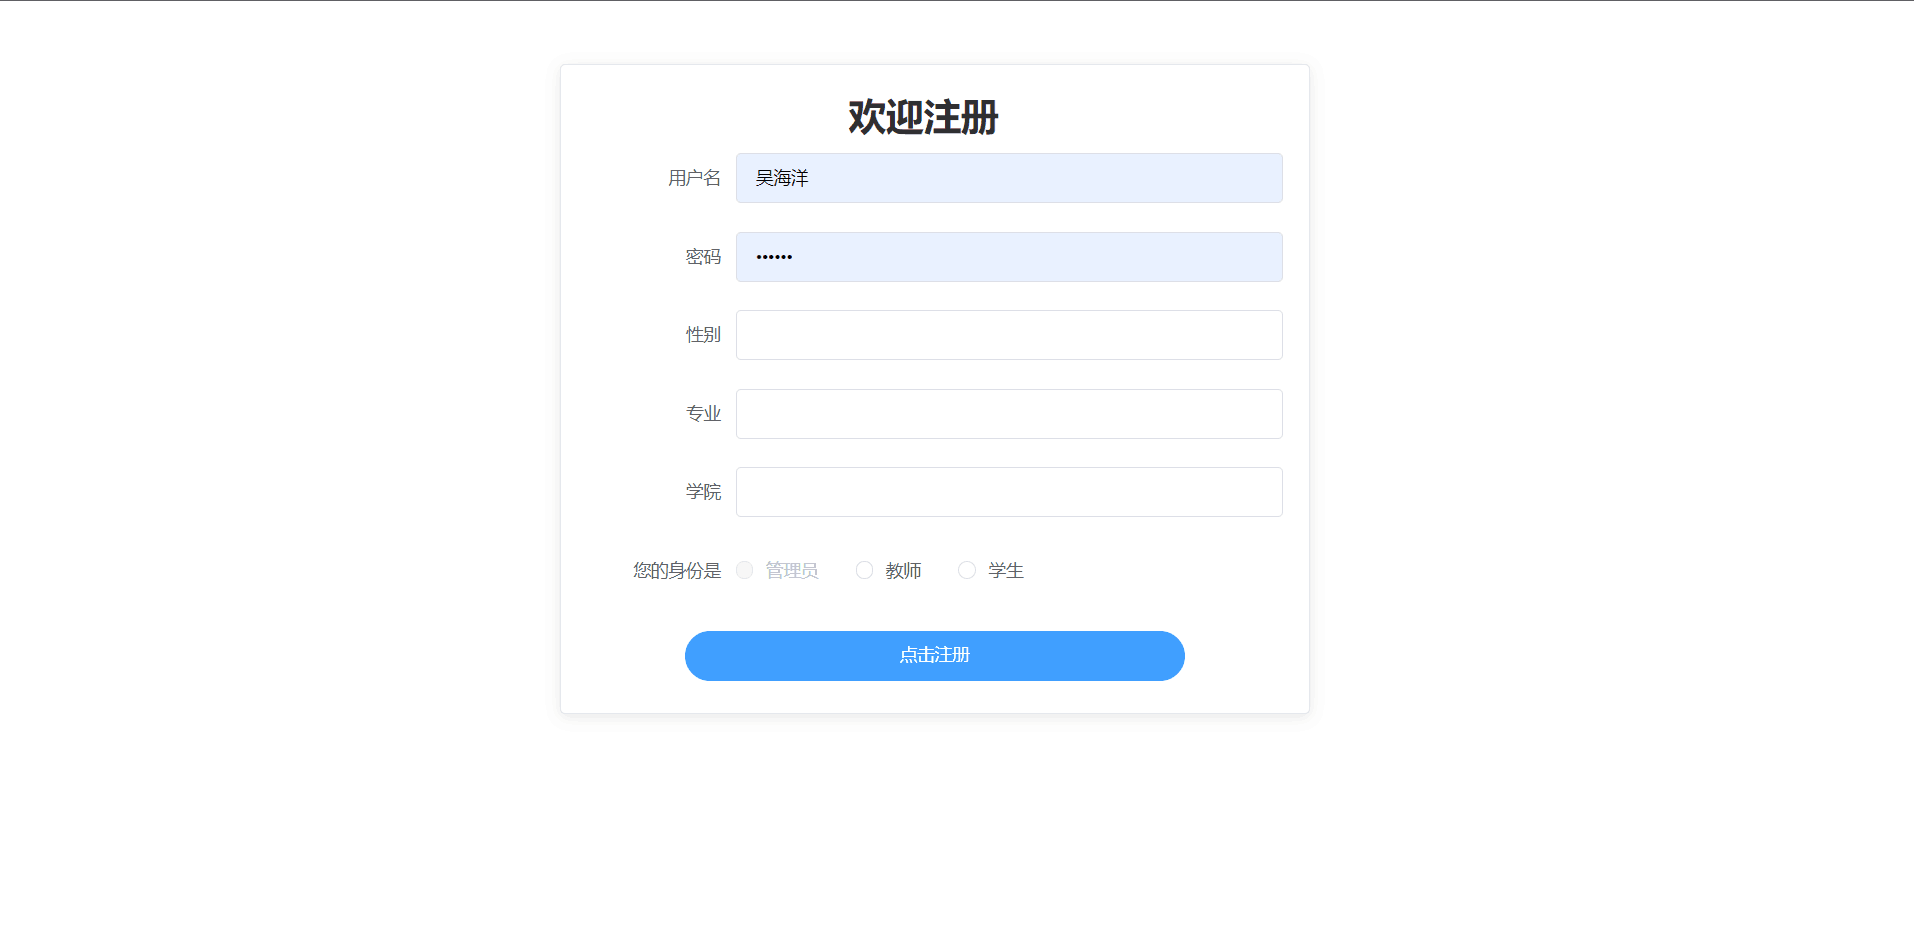 欢迎注册
用户名 吴海洋
密码 ••••••
性别
专业
学院
您的身份是 管理员 教师 学生
点击注册